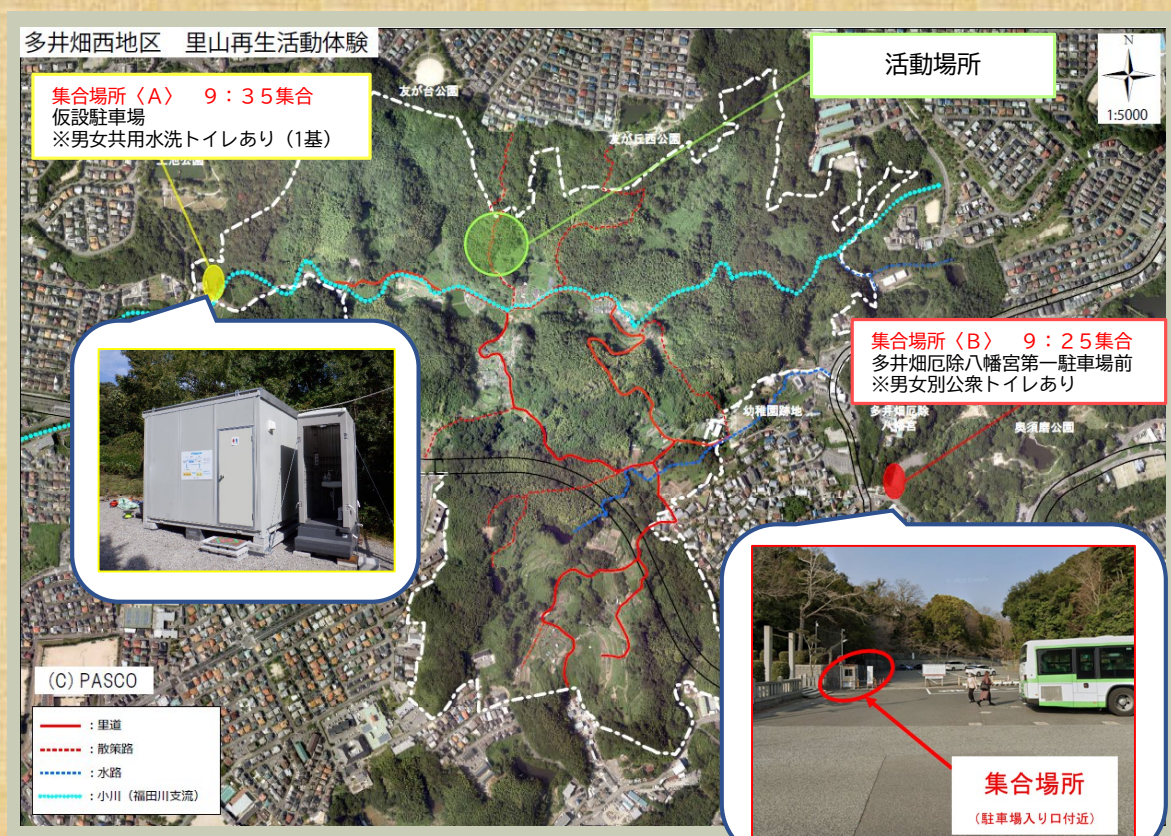 多井畑西地区　里山再生活動体験
集合場所〈A〉　９：３５集合
仮設駐車場
※男女共用水洗トイレあり（1基）
活動場所
N
1:5000
友が台公園
友が丘西公園
集合場所〈B〉　９：２５集合
多井畑厄除八幡宮第一駐車場前
※男女別公衆トイレあり
幼稚園跡地
多井畑厄除
八幡宮
奥須磨公園
(C) PASCO
：里道
：散策路
：水路
：小川（福田川支流）
集合場所
（駐車場入り口付近）